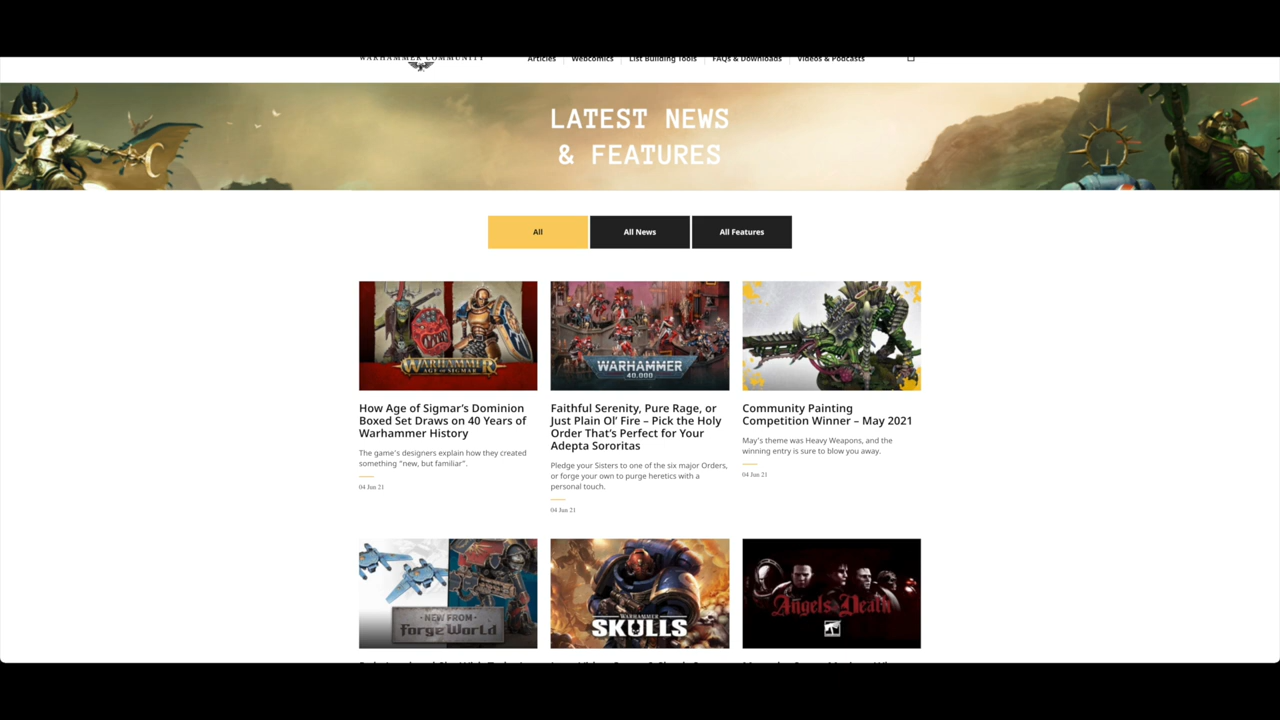 WARHAMMER COMMUNITY
Articles
Webcomics
List Building Tools
FAQs & Downloads
Videos & Podcasts
LATEST NEWS
& FEATURES
All
All News
All Features
WARHAMMER
AGE OF SIGMAR
WARHAMMER
40,000
How Age of Sigmar’s Dominion
Boxed Set Draws on 40 Years of
Warhammer History
The game’s designers explain how they created
something “new, but familiar”.
04 Jun 21
Faithful Serenity, Pure Rage, or
Just Plain Ol’ Fire – Pick the Holy
Order That’s Perfect for Your
Adepta Sororitas
Pledge your Sisters to one of the six major Orders,
or forge your own to purge heretics with a
personal touch.
04 Jun 21
Community Painting
Competition Winner – May 2021
May’s theme was Heavy Weapons, and the
winning entry is sure to blow you away.
04 Jun 21
NEW FROM
Forge World
WARHAMMER
SKULLS
Angels Death